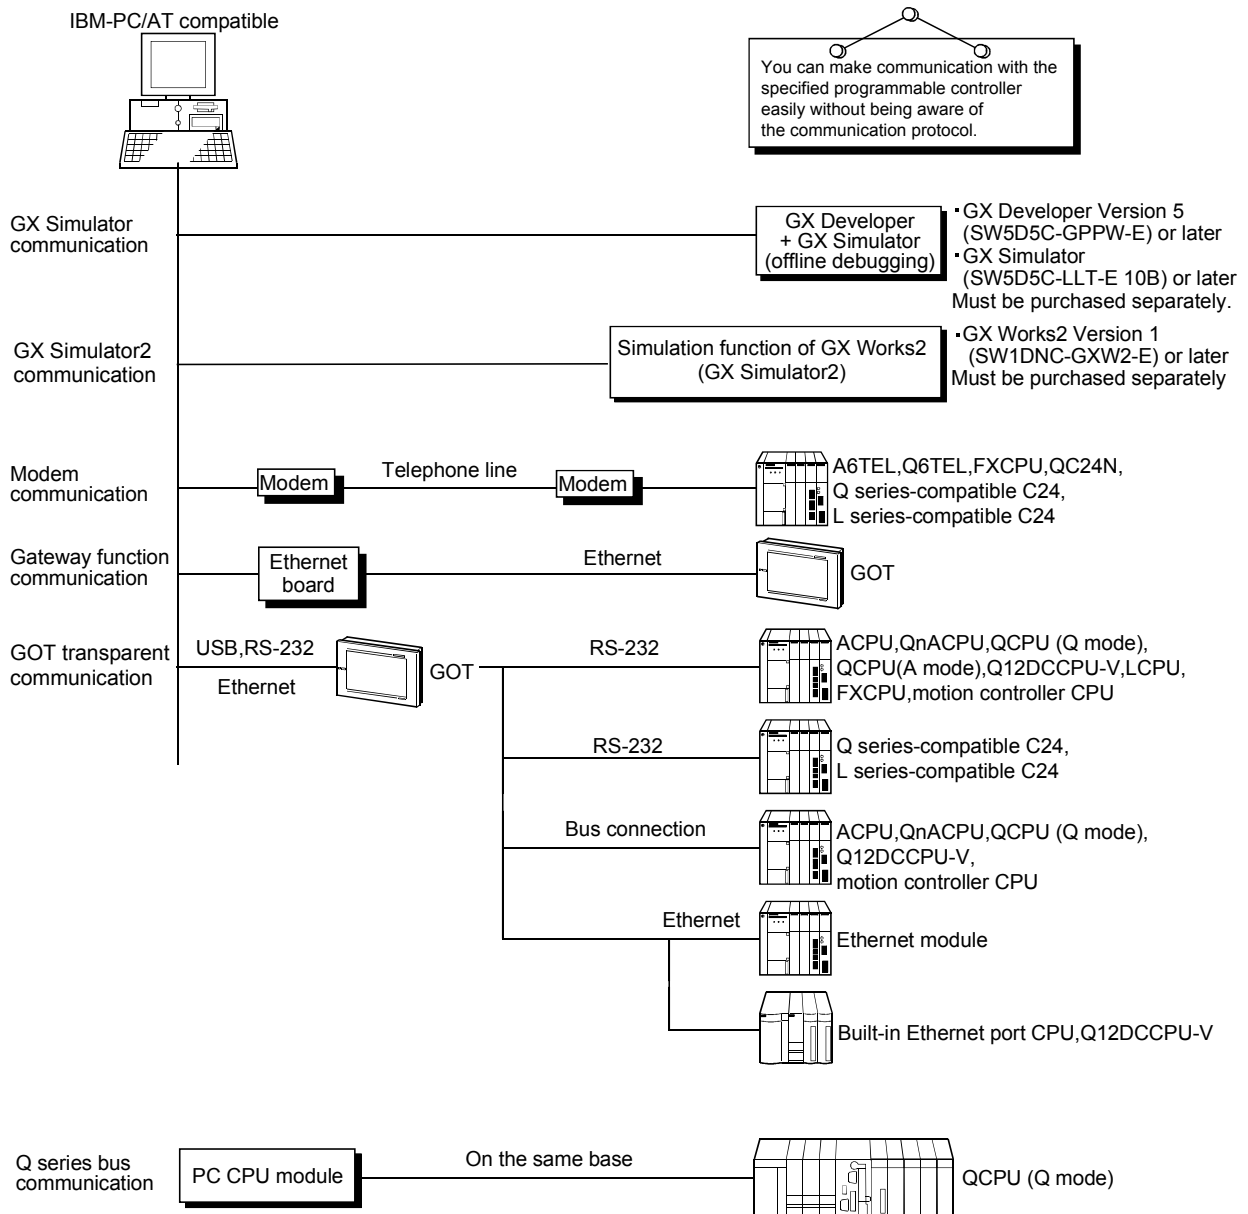 IBM-PC/AT compatible
You can make communication with the
specified programmable controller
easily without being aware of
the communication protocol.
GX Simulator
communication
GX Developer
+ GX Simulator
(offline debugging)
･GX Developer Version 5
(SW5D5C-GPPW-E) or later
･GX Simulator
(SW5D5C-LLT-E 10B) or later
Must be purchased separately.
GX Simulator2
communication
Simulation function of GX Works2
(GX Simulator2)
･GX Works2 Version 1
(SW1DNC-GXW2-E) or later
Must be purchased separately
Modem
communication
Modem
Telephone line
Modem
A6TEL,Q6TEL,FXCPU,QC24N,
Q series-compatible C24,
L series-compatible C24
Gateway function
communication
Ethernet
board
Ethernet
GOT
GOT transparent
communication
USB,RS-232
Ethernet
GOT
RS-232
ACPU,QnACPU,QCPU (Q mode),
QCPU(A mode),Q12DCCPU-V,LCPU,
FXCPU,motion controller CPU
RS-232
Q series-compatible C24,
L series-compatible C24
Bus connection
ACPU,QnACPU,QCPU (Q mode),
Q12DCCPU-V,
motion controller CPU
Ethernet
Ethernet module
Built-in Ethernet port CPU,Q12DCCPU-V
Q series bus
communication
PC CPU module
On the same base
QCPU (Q mode)